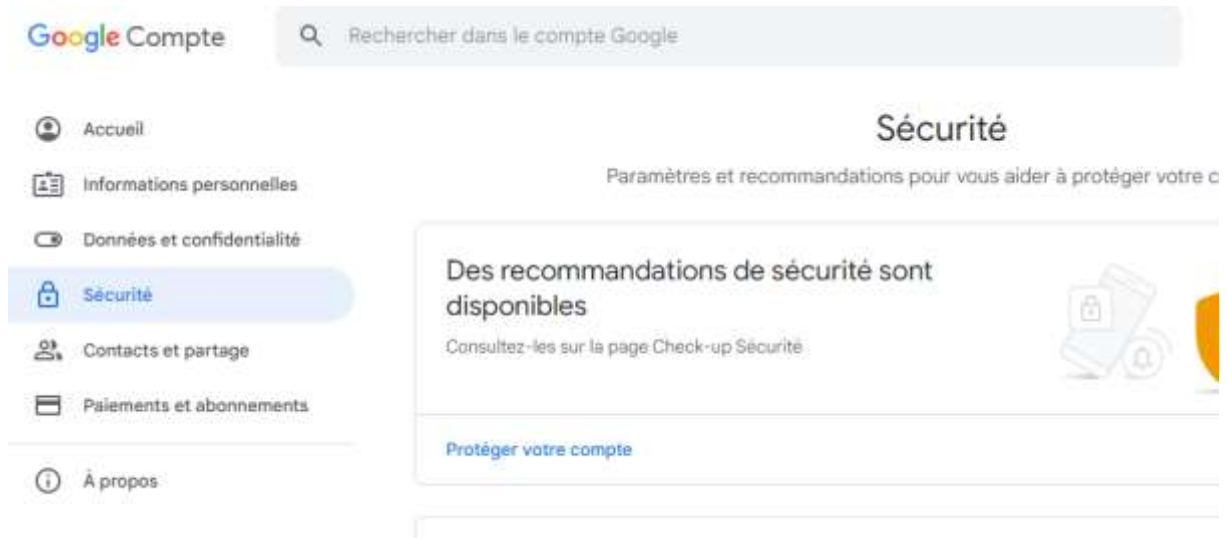 Google Compte
Rechercher dans le compte Google
Accueil
Informations personnelles
Données et confidentialité
Sécurité
Contacts et partage
Paiements et abonnements
À propos
Sécurité
Paramètres et recommandations pour vous aider à protéger votre c
Des recommandations de sécurité sont
disponibles
Consultez-les sur la page Check-up Sécurité
Protéger votre compte